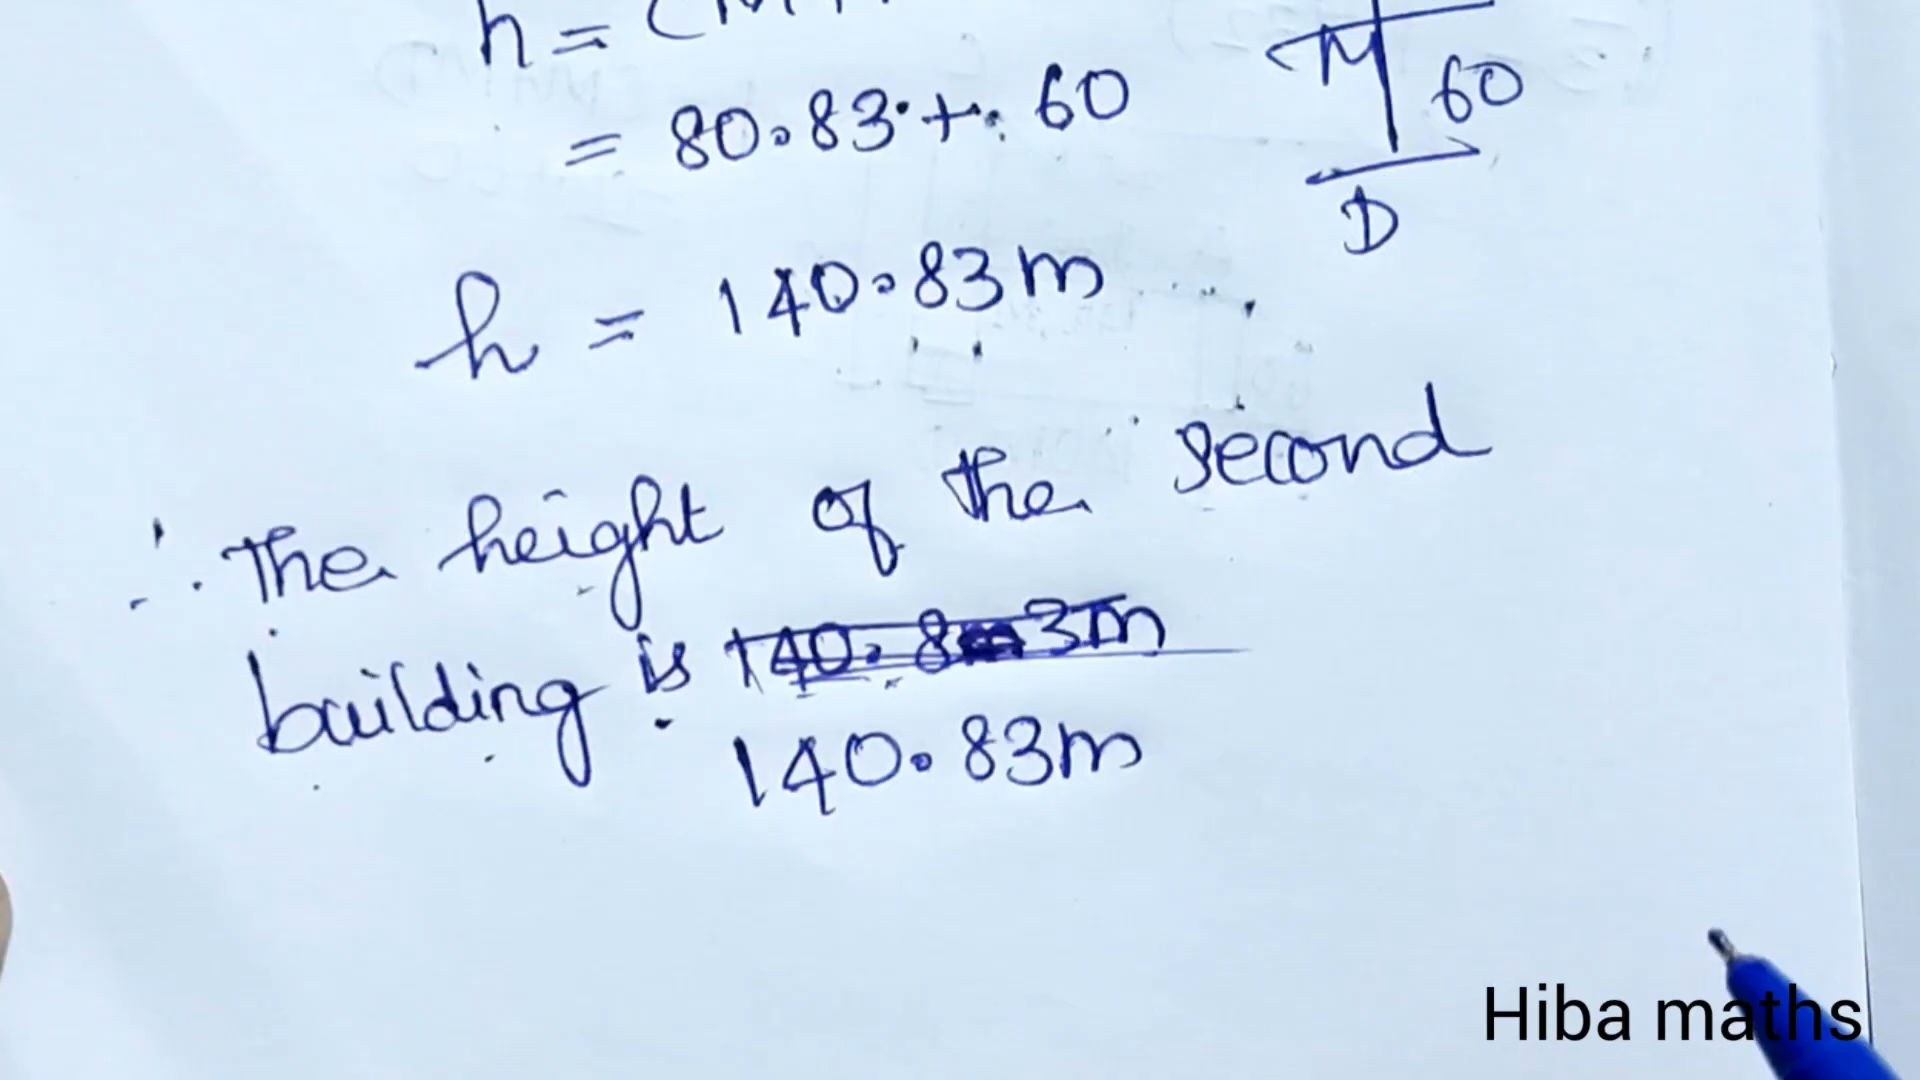 h = CM +
= 80.83 + 60
M 60
D
h = 140.83m
∴ The height of the second
building is 140.83m
140.83m
Hiba maths